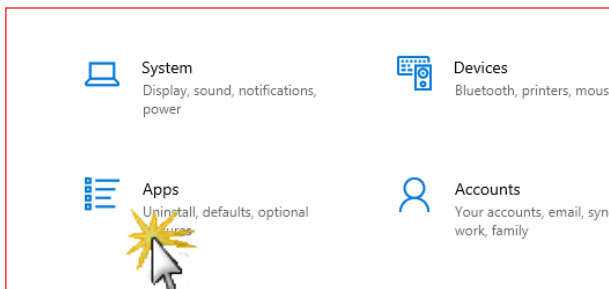 System
Display, sound, notifications,
power
Devices
Bluetooth, printers, mous
Apps
Uninstall, defaults, optional
Accounts
Your accounts, email, syn
work, family